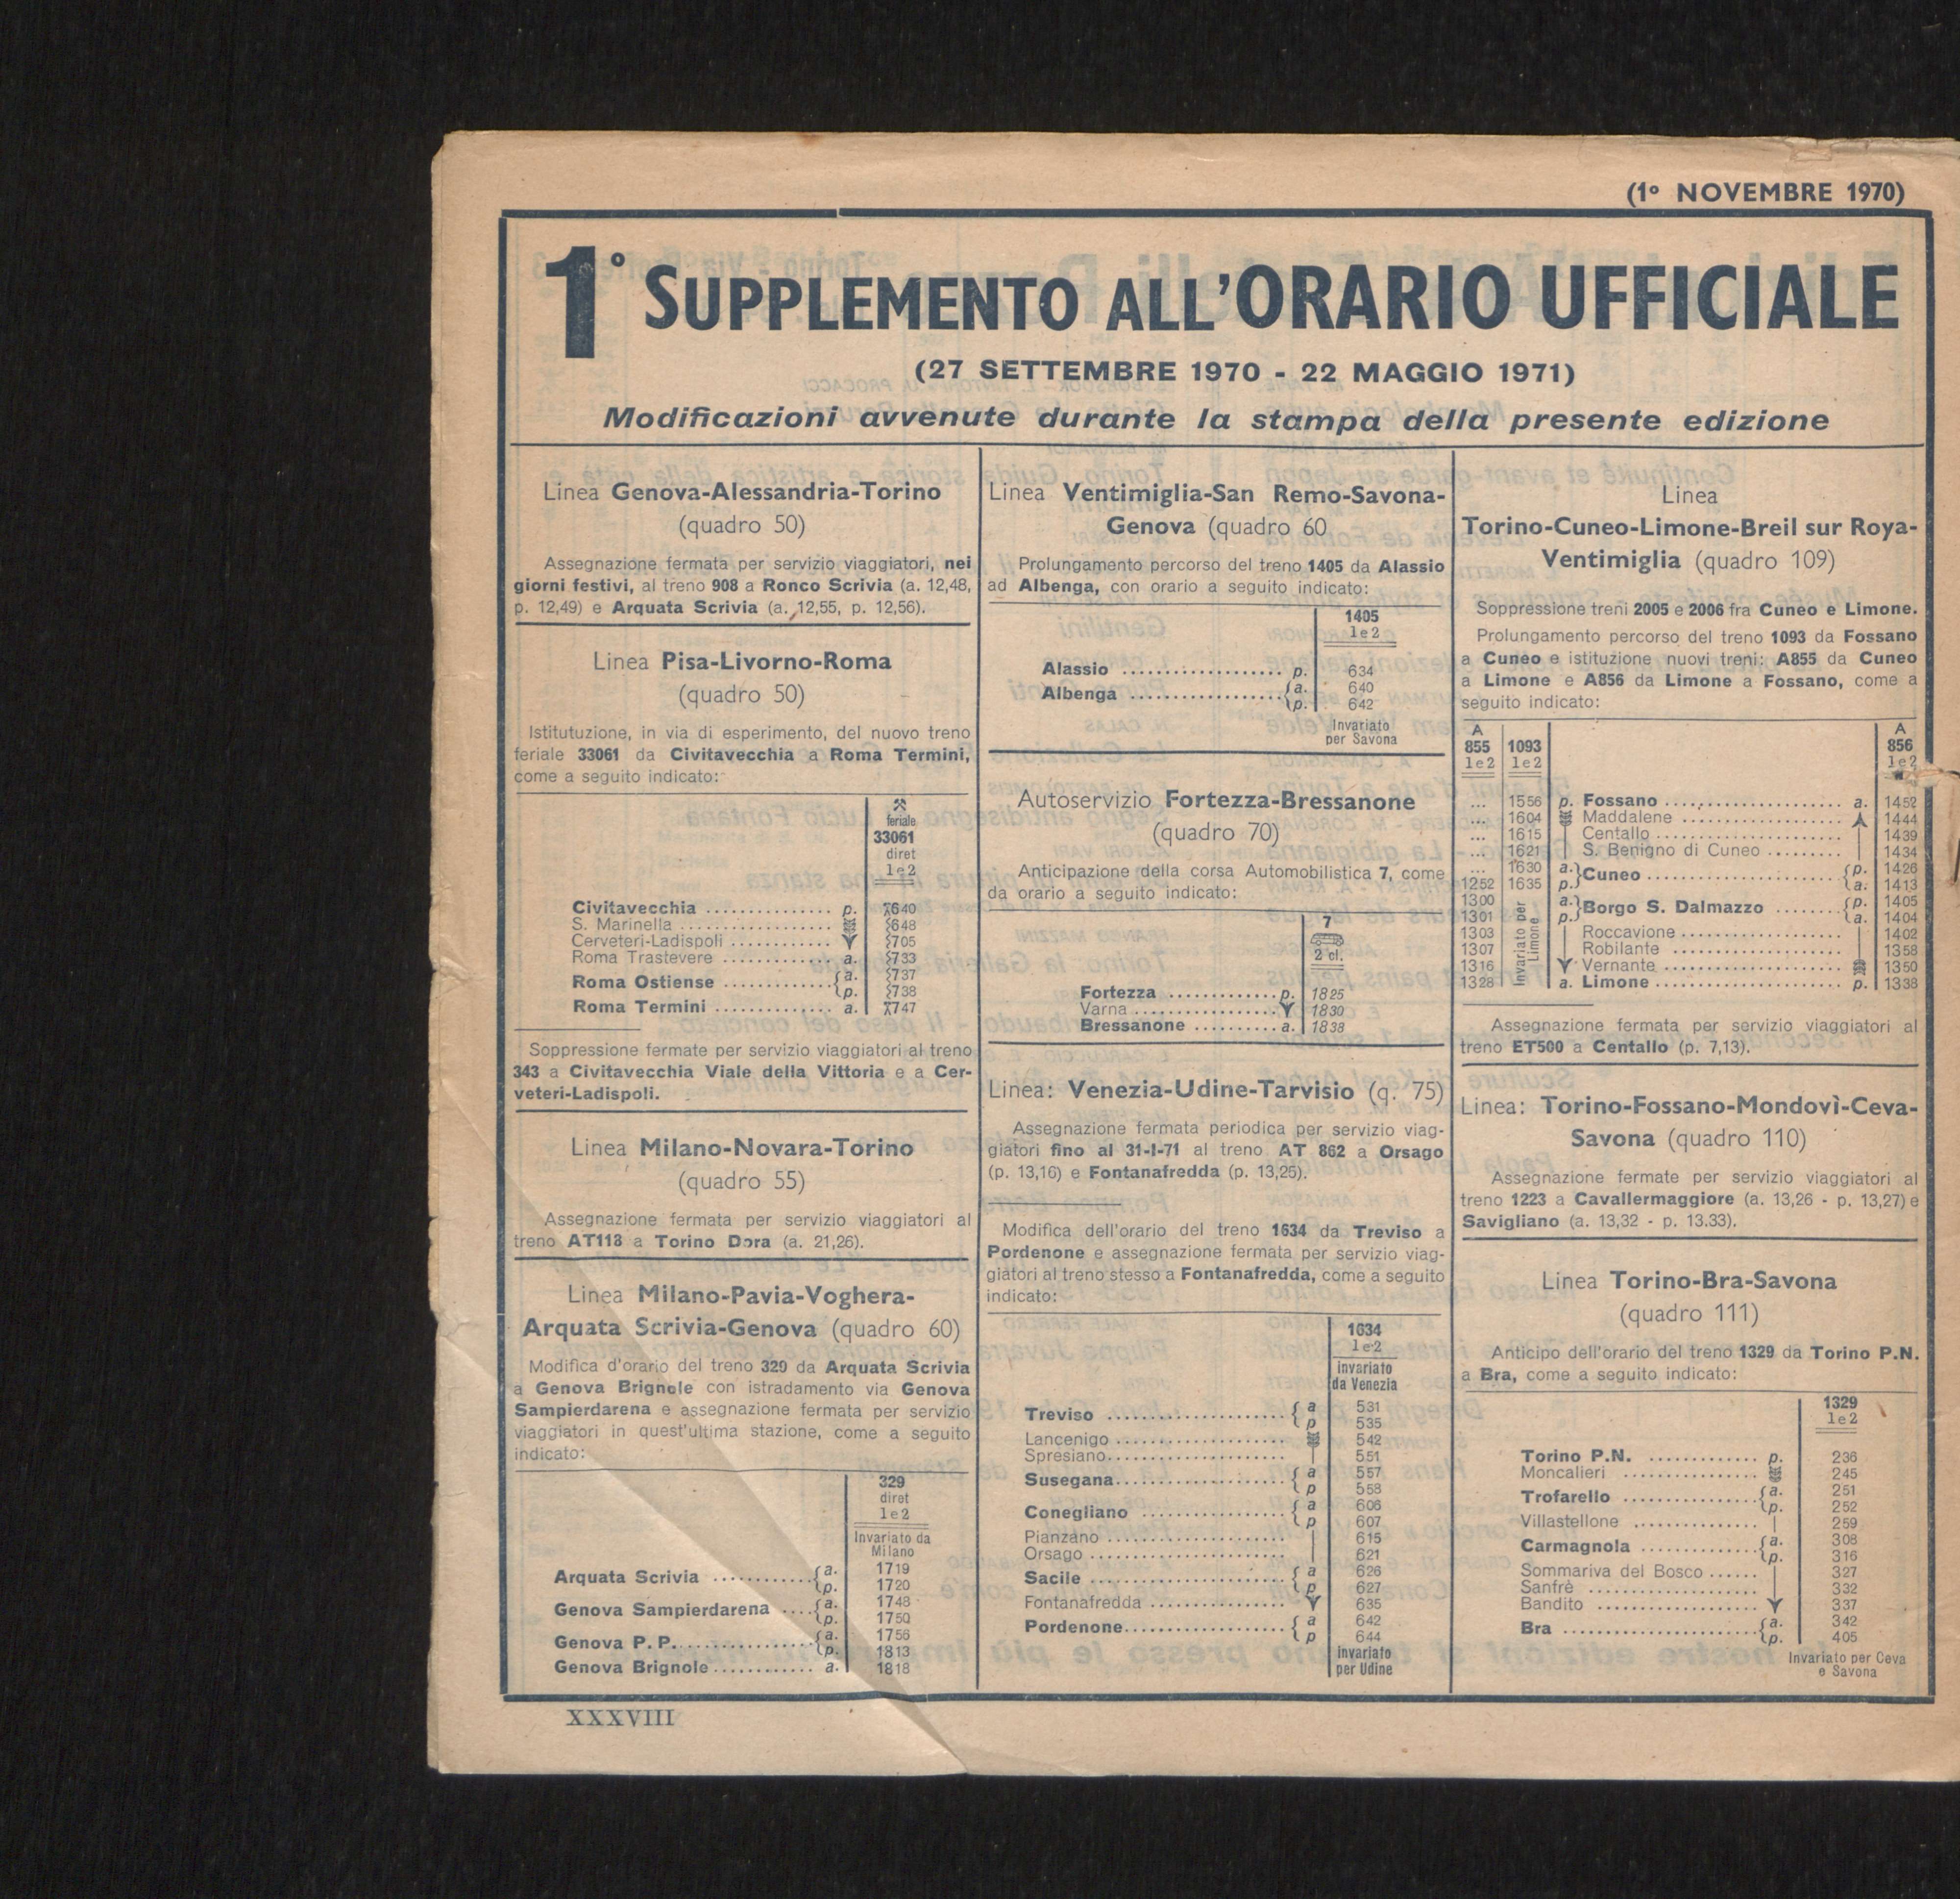 (1º NOVEMBRE 1970)
1° SUPPLEMENTO ALL'ORARIO UFFICIALE
(27 SETTEMBRE 1970 - 22 MAGGIO 1971)
Modificazioni avvenute durante la stampa della presente edizione
Linea Genova-Alessandria-Torino
(quadro 50)
Assegnazione fermata per servizio viaggiatori, nei
giorni festivi, al treno 908 a Ronco Scrivia (a. 12,48,
p. 12,49) e Arquata Scrivia (a. 12,55, p. 12,56).
Linea Pisa-Livorno-Roma
(quadro 50)
Istitutuzione, in via di esperimento, del nuovo treno
feriale 33061 da Civitavecchia a Roma Termini,
come a seguito indicato:
feriale
33061
diret
1e2
Civitavecchia ............... p. 640
S. Marinella ................... 648
Cerveteri-Ladispoli ............ 705
Roma Trastevere ............. a. 733
Roma Ostiense ............ {a. 737
p. 738
Roma Termini ............... a. 747
Soppressione fermate per servizio viaggiatori al treno
343 a Civitavecchia Viale della Vittoria e a Cer-
veteri-Ladispoli.
Linea Milano-Novara-Torino
(quadro 55)
Assegnazione fermata per servizio viaggiatori al
treno AT118 a Torino Dora (a. 21,26).
Linea Milano-Pavia-Voghera-
Arquata Scrivia-Genova (quadro 60)
Modifica d'orario del treno 329 da Arquata Scrivia
a Genova Brignole con istradamento via Genova
Sampierdarena e assegnazione fermata per servizio
viaggiatori in quest'ultima stazione, come a seguito
indicato:
329
diret
1e2
Invariato da
Milano
Arquata Scrivia ............{a. 1719
p. 1720
Genova Sampierdarena ....{a. 1748
p. 1750
Genova P. P.................{a. 1756
p. 1813
Genova Brignole............ a. 1818
Linea Ventimiglia-San Remo-Savona-
Genova (quadro 60
Prolungamento percorso del treno 1405 da Alassio
ad Albenga, con orario a seguito indicato:
1405
1e2
Alassio ................... p. 634
Albenga ..................{a. 640
p. 642
Invariato
per Savona
Autoservizio Fortezza-Bressanone
(quadro 70)
Anticipazione della corsa Automobilistica 7, come
da orario a seguito indicato:
7
2 cl.
Fortezza .............p. 1825
Varna ................... 1830
Bressanone .......... a. 1838
Linea: Venezia-Udine-Tarvisio (q. 75)
Assegnazione fermata periodica per servizio viag-
giatori fino al 31-I-71 al treno AT 862 a Orsago
(p. 13,16) e Fontanafredda (p. 13,25).
Modifica dell'orario del treno 1634 da Treviso a
Pordenone e assegnazione fermata per servizio viag-
giatori al treno stesso a Fontanafredda, come a seguito
indicato:
1634
1e2
invariato
da Venezia
Treviso ......................{ a 531
p 535
Lancenigo ..................... 542
Spresiano....................... 551
Susegana......................{ a 557
p 558
Conegliano ..................{ a 606
p 607
Pianzano ........................ 615
Orsago .......................... 621
Sacile ........................{ a 626
p 627
Fontanafredda ................... 635
Pordenone.....................{ a 642
p 644
invariato
per Udine
Linea
Torino-Cuneo-Limone-Breil sur Roya-
Ventimiglia (quadro 109)
Soppressione treni 2005 e 2006 fra Cuneo e Limone.
Prolungamento percorso del treno 1093 da Fossano
a Cuneo e istituzione nuovi treni: A855 da Cuneo
a Limone e A856 da Limone a Fossano, come a
seguito indicato:
A A
855 1093 856
1e2 1e2 1e2
... 1556 p. Fossano ........................ a. 1452
... 1604 Maddalene ...................... 1444
... 1615 Centallo ......................... 1439
... 1621 S. Benigno di Cuneo ......... 1434
... 1630 a.}Cuneo .........................{p. 1426
1252 1635 p. a. 1413
1300 a.}Borgo S. Dalmazzo ........{p. 1405
1301 p. a. 1404
1303 Roccavione..................... 1402
1307 Robilante ...................... 1358
1316 Vernante ........................ 1350
1328 a. Limone ......................... p. 1338
Invariato per
Limone
Assegnazione fermata per servizio viaggiatori al
treno ET500 a Centallo (p. 7,13).
Linea: Torino-Fossano-Mondovì-Ceva-
Savona (quadro 110)
Assegnazione fermate per servizio viaggiatori al
treno 1223 a Cavallermaggiore (a. 13,26 - p. 13,27) e
Savigliano (a. 13,32 - p. 13.33).
Linea Torino-Bra-Savona
(quadro 111)
Anticipo dell'orario del treno 1329 da Torino P.N.
a Bra, come a seguito indicato:
1329
1e2
Torino P.N. ............. p. 236
Moncalieri ................ 245
Trofarello ................{a. 251
p. 252
Villastellone ............... 259
Carmagnola ..............{a. 308
p. 316
Sommariva del Bosco ...... 327
Sanfrè ..................... 332
Bandito .................... 337
Bra ........................{a. 342
p. 405
Invariato per Ceva
e Savona
XXXVIII